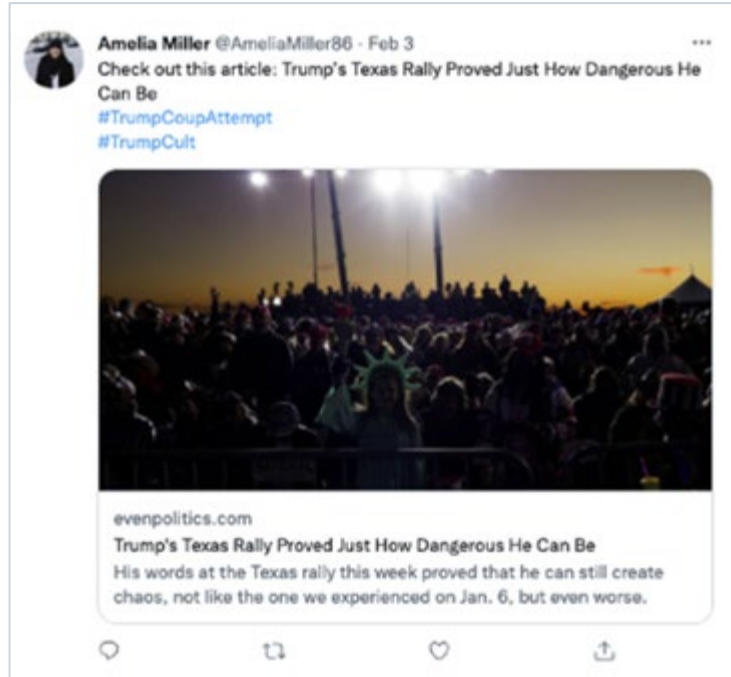 Amelia Miller @AmeliaMiller86 · Feb 3
Check out this article: Trump's Texas Rally Proved Just How Dangerous He
Can Be
#TrumpCoupAttempt
#TrumpCult
evenpolitics.com
Trump's Texas Rally Proved Just How Dangerous He Can Be
His words at the Texas rally this week proved that he can still create
chaos, not like the one we experienced on Jan. 6, but even worse.